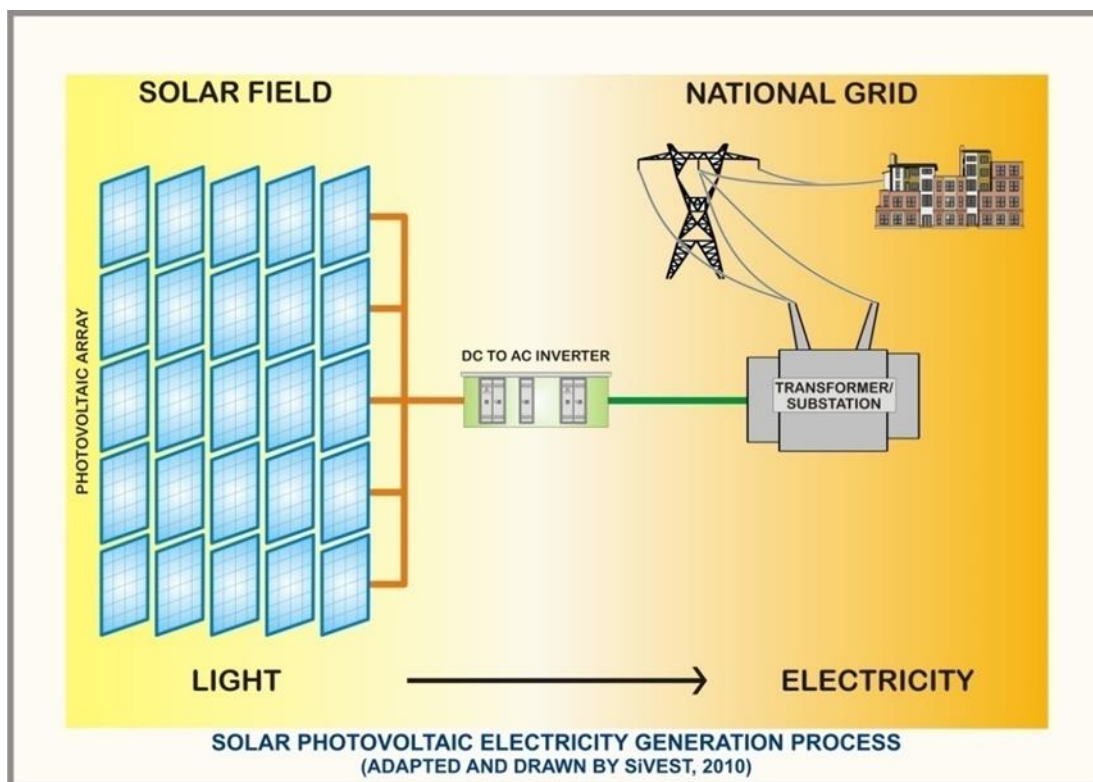 SOLAR FIELD
NATIONAL GRID
PHOTOVOLTAIC ARRAY
DC TO AC INVERTER
TRANSFORMER/
SUBSTATION
LIGHT
ELECTRICITY
SOLAR PHOTOVOLTAIC ELECTRICITY GENERATION PROCESS
(ADAPTED AND DRAWN BY SiVEST, 2010)